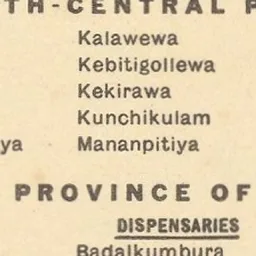 TH-CENTRAL P
Kalawewa
Kebitigollewa
Kekirawa
Kunchikulam
ya Mananpitiya
PROVINCE OF
DISPENSARIES
Badalkumbura